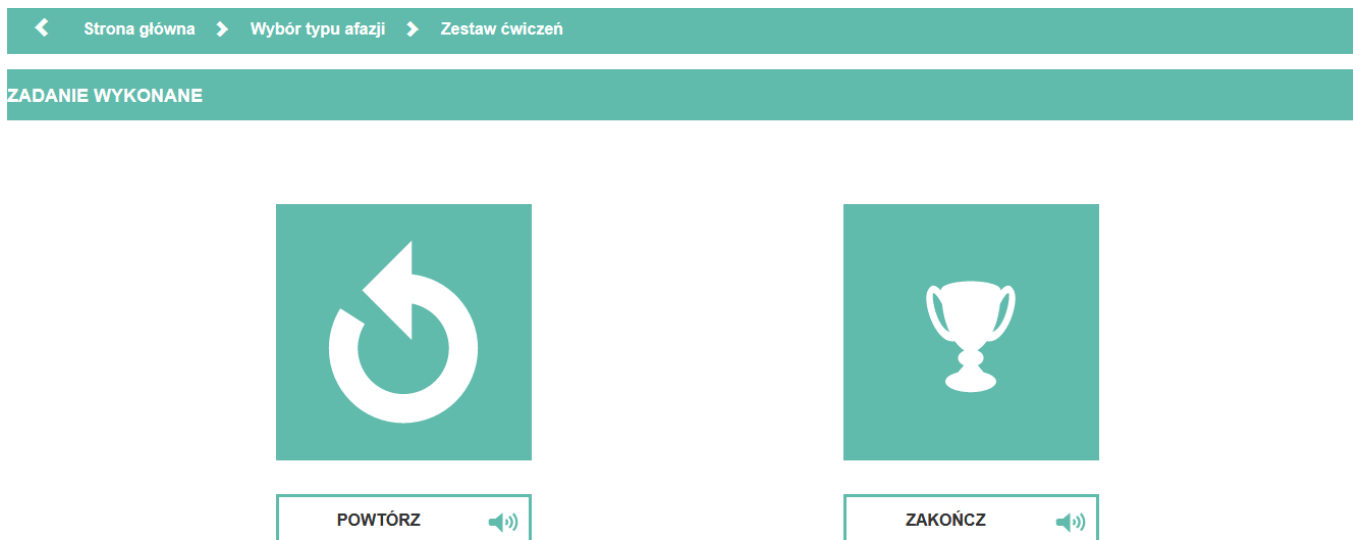 Strona główna Wybór typu afazji Zestaw ćwiczeń
ZADANIE WYKONANE
POWTÓRZ ZAKOŃCZ